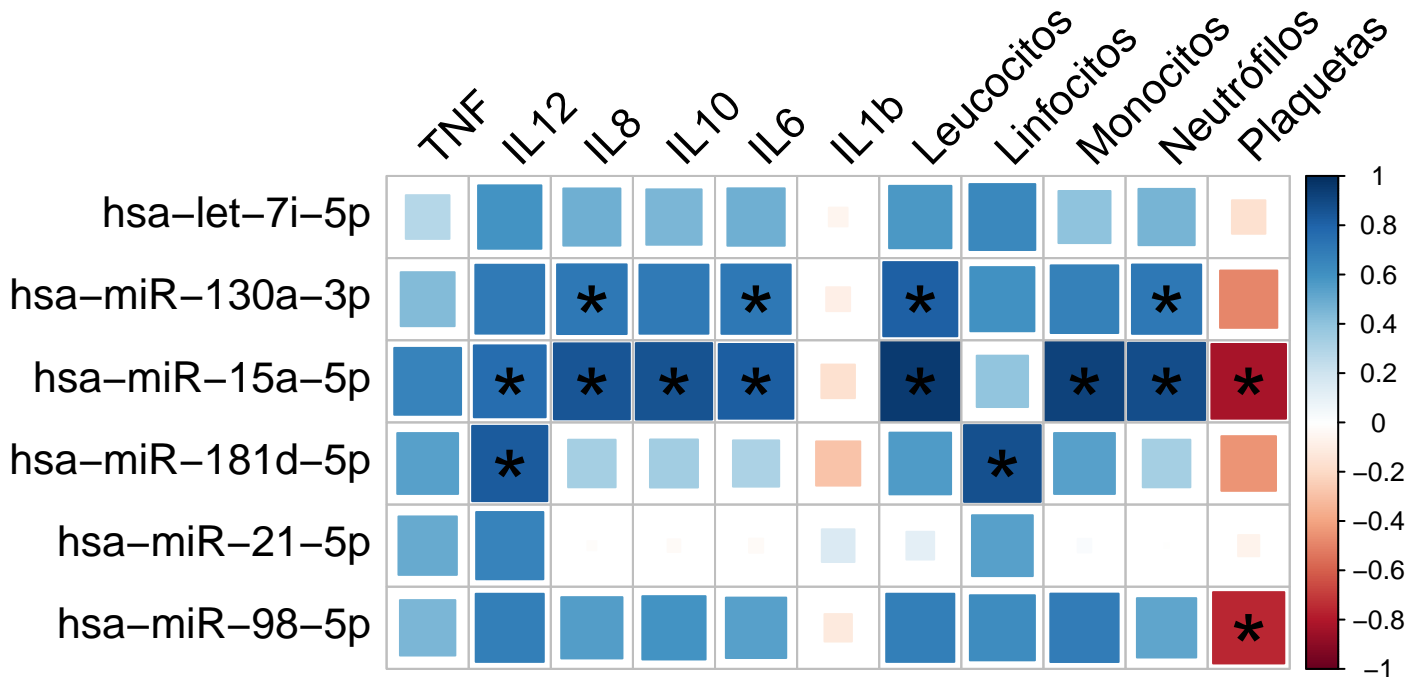 TNF
IL12
IL8
IL10
IL6
IL1b
Leucocitos
Linfocitos
Monocitos
Neutrófilos
Plaquetas
hsa−let−7i−5p
hsa−miR−130a−3p
* * * *
hsa−miR−15a−5p
* * * * * * * *
hsa−miR−181d−5p
* *
hsa−miR−21−5p
hsa−miR−98−5p
*
1
0.8
0.6
0.4
0.2
0
−0.2
−0.4
−0.6
−0.8
−1